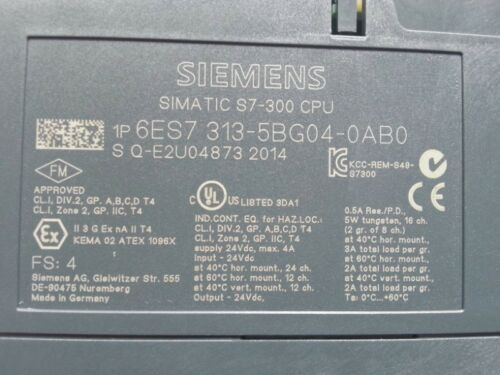 SIEMENS
SIMATIC S7-300 CPU
1P 6ES7 313-5BG04-0AB0
S Q-E2U04873 2014
FM
APPROVED
CL.I, DIV.2, GP. A,B,C,D T4
CL.I, Zone 2, GP. IIC, T4
Ex
II 3 G Ex nA II T4
KEMA 02 ATEX 1096X
FS: 4
Siemens AG, Gleiwitzer Str. 555
DE-90475 Nuremberg
Made in Germany
C UL US LISTED 3DA1
IND.CONT. EQ. for HAZ.LOC.:
CL.I, DIV.2, GP. A,B,C,D T4
CL.I, Zone 2, GP. IIC, T4
supply 24Vdc, max. 4A
Input - 24Vdc,
at 40°C hor. mount., 24 ch.
at 60°C hor. mount., 12 ch.
at 40°C vert. mount., 12 ch.
Output - 24Vdc,
KCC-REM-S49-
S7300
CE
0.5A Res./P.D.,
5W tungsten, 16 ch.
(2 gr. of 8 ch.)
at 40°C hor. mount.,
3A total load per gr.
at 60°C hor. mount.,
2A total load per gr.
at 40°C vert. mount.,
2A total load per gr.
Ta: 0°C...+60°C